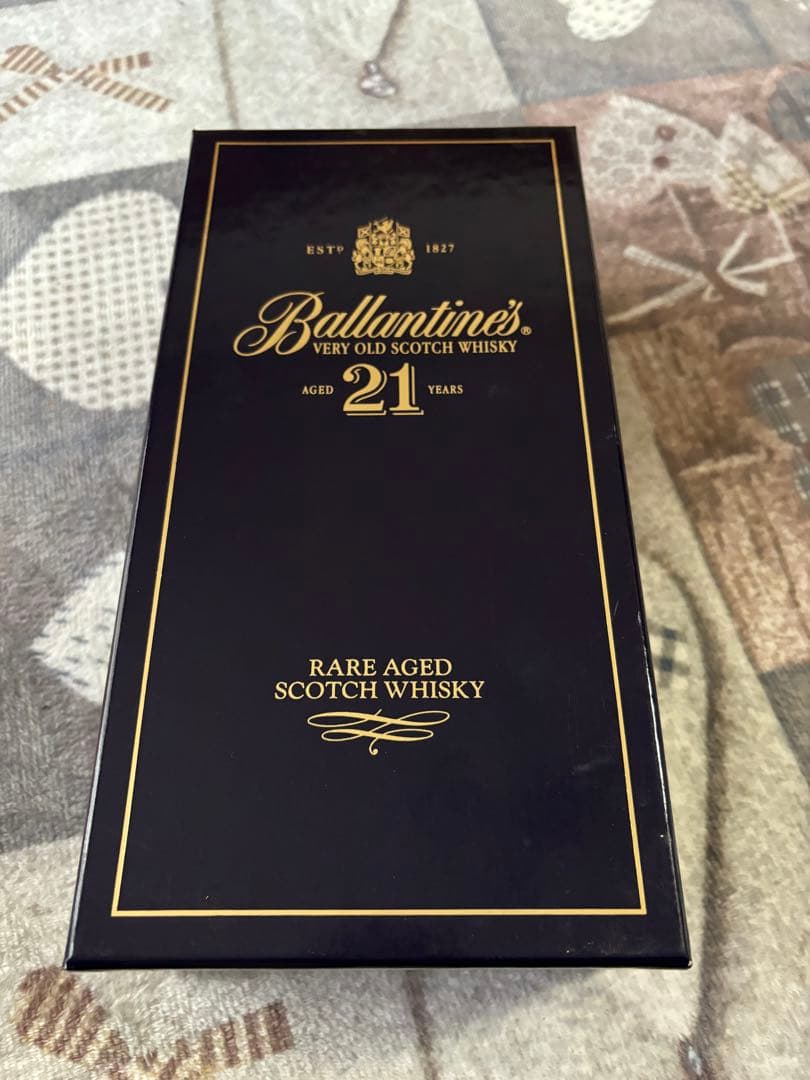 ESTD 1827
Ballantine's®
VERY OLD SCOTCH WHISKY
AGED 21 YEARS
RARE AGED
SCOTCH WHISKY